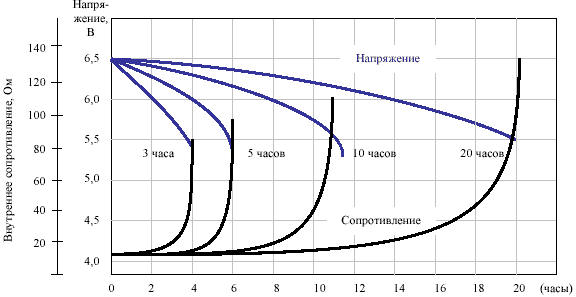 Напря-
жение,
В
140
120
100
80
60
40
20
Внутреннее сопротивление, Ом
6,5
6,0
5,5
5,0
4,5
4,0
Напряжение
3 часа
5 часов
10 часов
20 часов
Сопротивление
0 2 4 6 8 10 12 14 16 18 20 (часы)